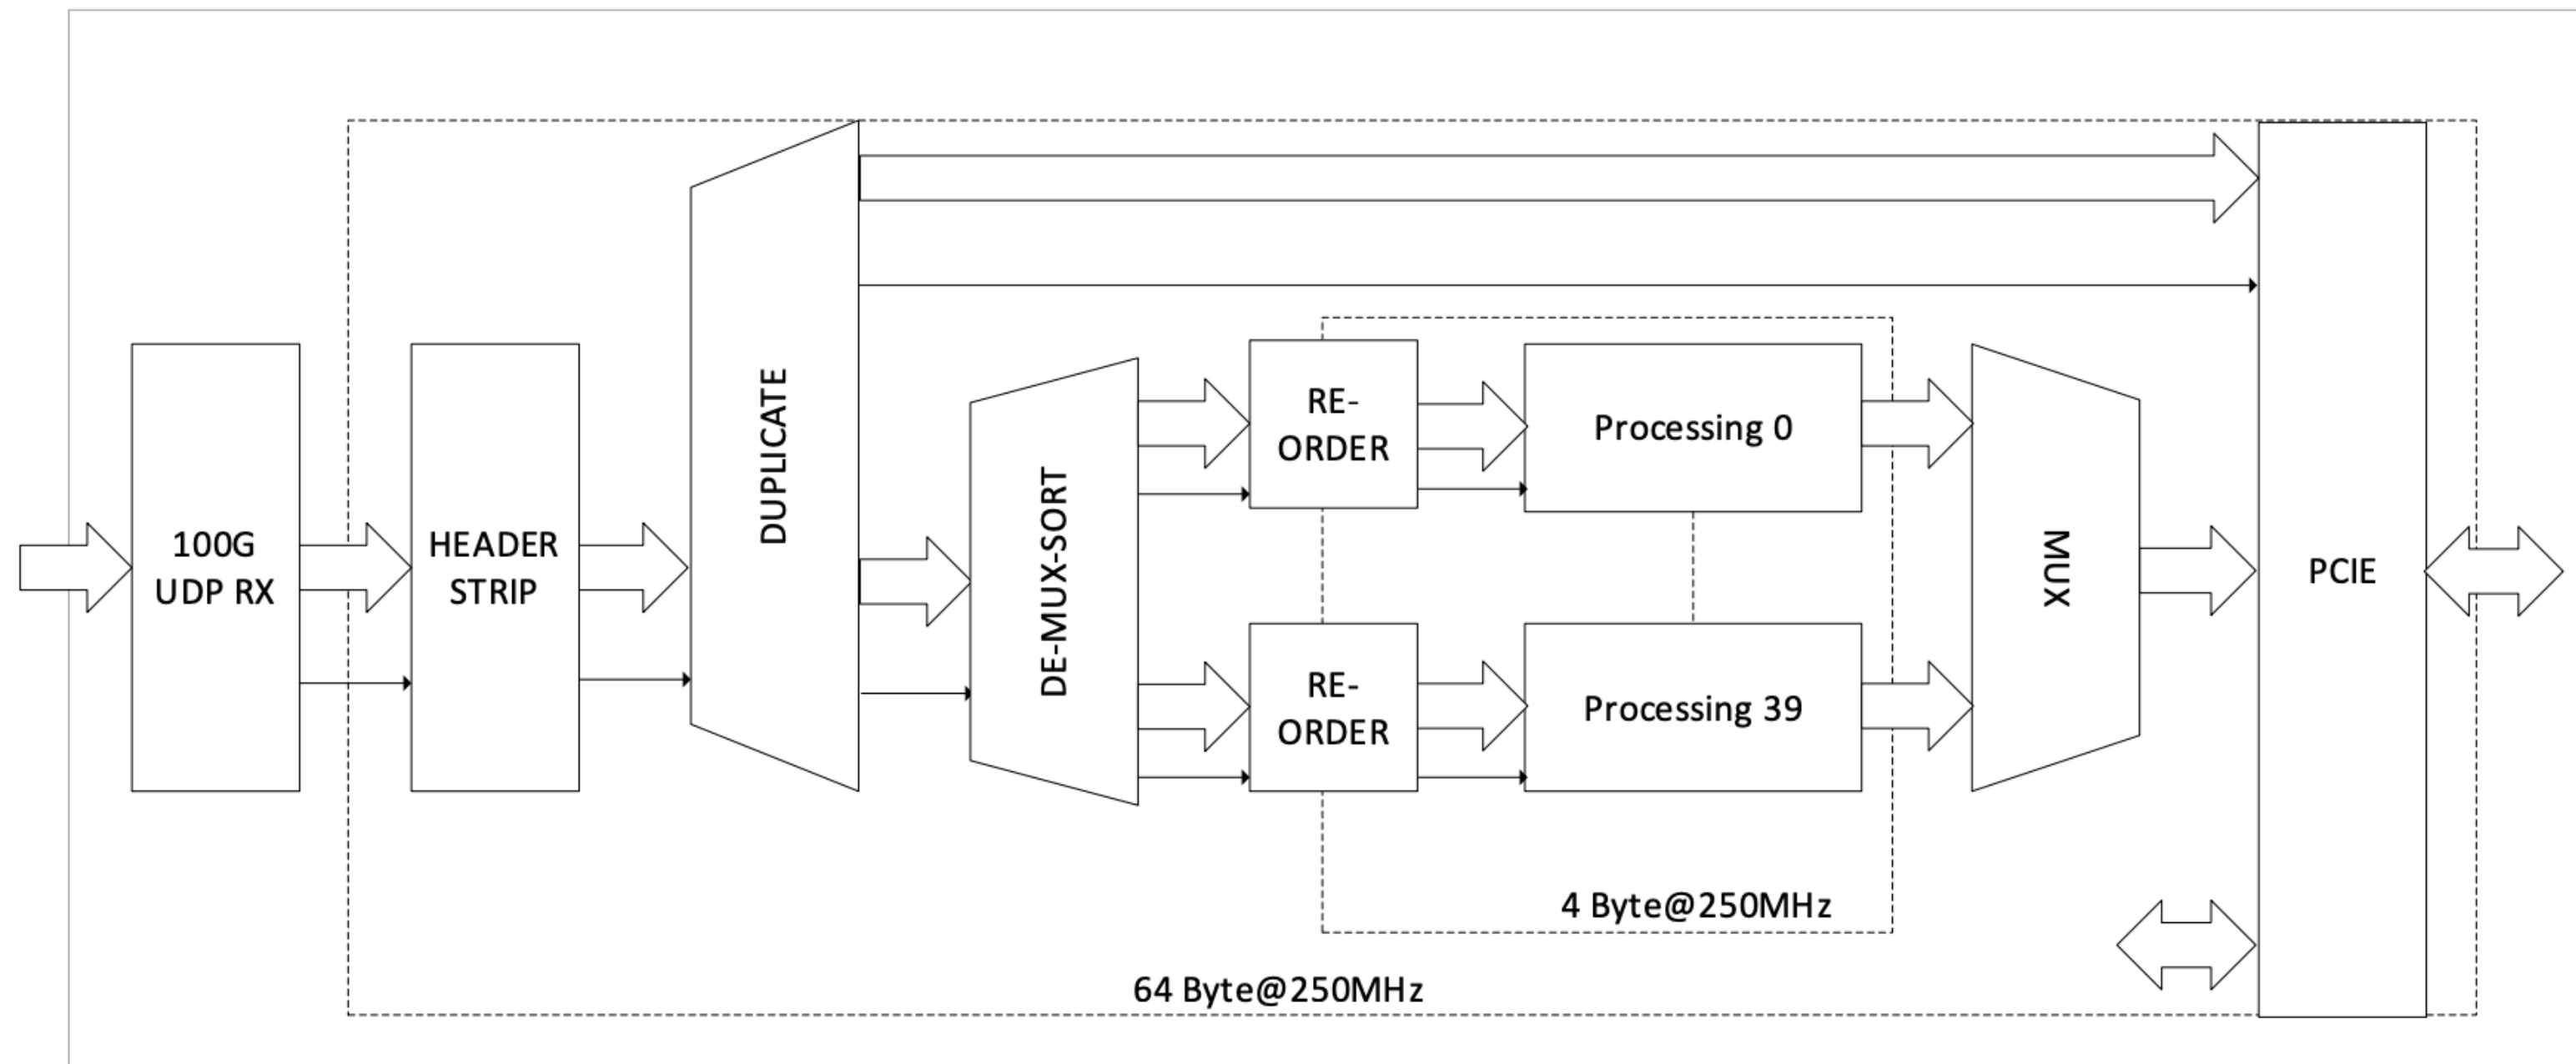 100G
UDP RX
HEADER
STRIP
DUPLICATE
DE-MUX-SORT
RE-
ORDER
Processing 0
RE-
ORDER
Processing 39
MUX
PCIE
4 Byte@250MHz
64 Byte@250MHz